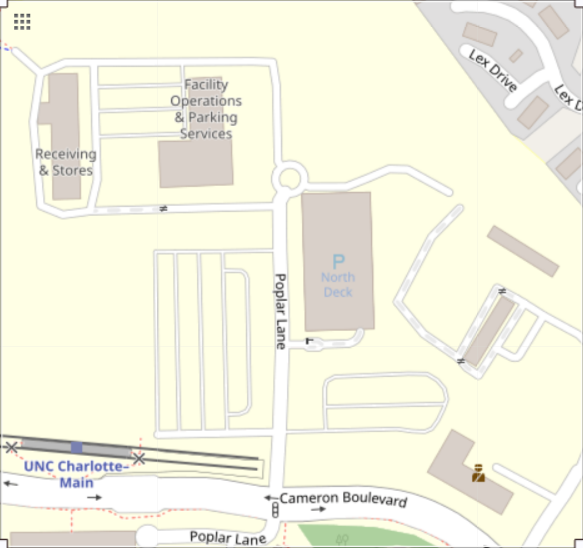 Lex Drive
Lex D
Facility
Operations
& Parking
Services
Receiving
& Stores
P
North
Deck
Poplar Lane
UNC Charlotte–
Main
Cameron Boulevard
Poplar Lane